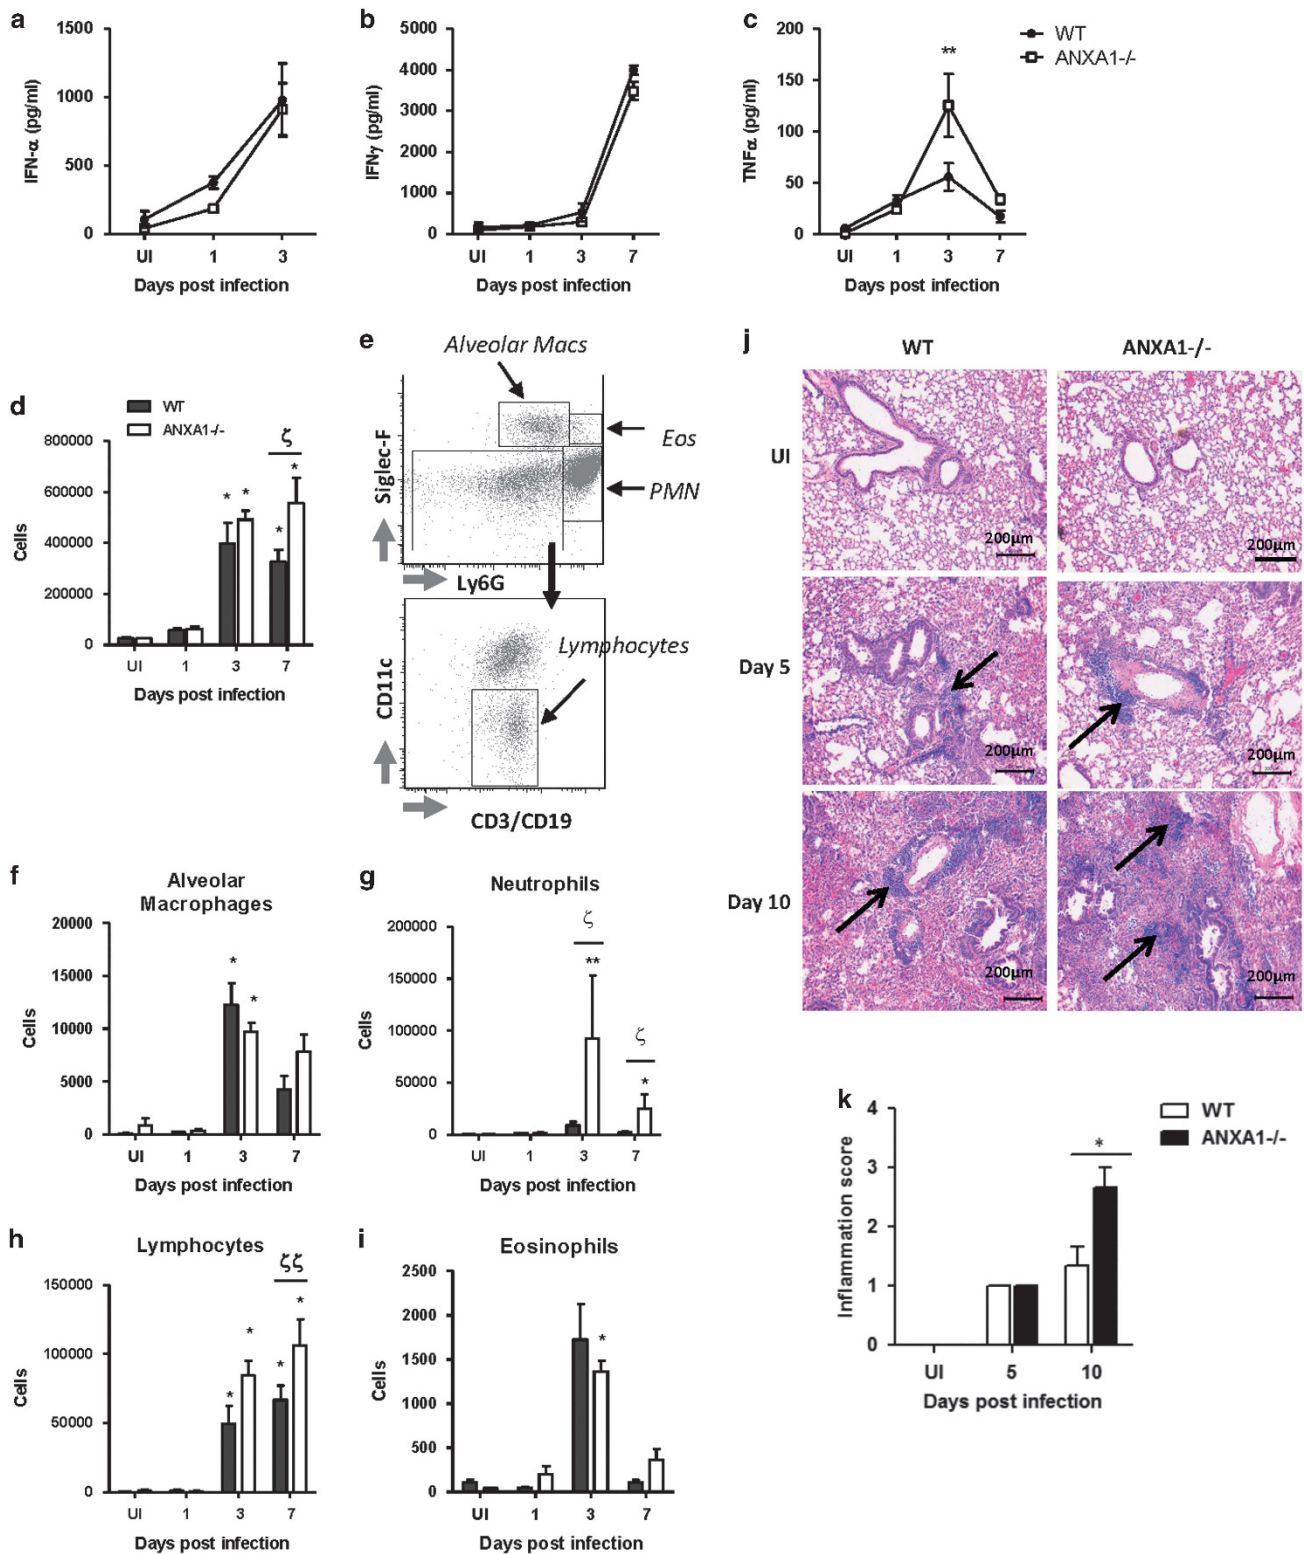 a
1500
1000
500
0
IFN-α (pg/ml)
UI 1 3
Days post infection
b
5000
4000
3000
2000
1000
0
IFNγ (pg/ml)
UI 1 3 7
Days post infection
c
200
150
100
50
0
TNFα (pg/ml)
**
UI 1 3 7
Days post infection
WT
ANXA1-/-
d
WT
ANXA1-/-
800000
600000
400000
200000
0
Cells
* * * *
ζ
UI 1 3 7
Days post infection
e
Alveolar Macs
Eos
PMN
Siglec-F
Ly6G
Lymphocytes
CD11c
CD3/CD19
f
Alveolar
Macrophages
20000
15000
10000
5000
0
Cells
* *
UI 1 3 7
Days post infection
g
Neutrophils
200000
150000
100000
50000
0
Cells
ζ
**
ζ
*
UI 1 3 7
Days post infection
h
Lymphocytes
150000
100000
50000
0
Cells
ζζ
* * * *
UI 1 3 7
Days post infection
i
Eosinophils
2500
2000
1500
1000
500
0
Cells
*
UI 1 3 7
Days post infection
j
WT ANXA1-/-
UI
200µm 200µm
Day 5
200µm 200µm
Day 10
200µm 200µm
k
WT
ANXA1-/-
4
3
2
1
0
Inflammation score
*
UI 5 10
Days post infection